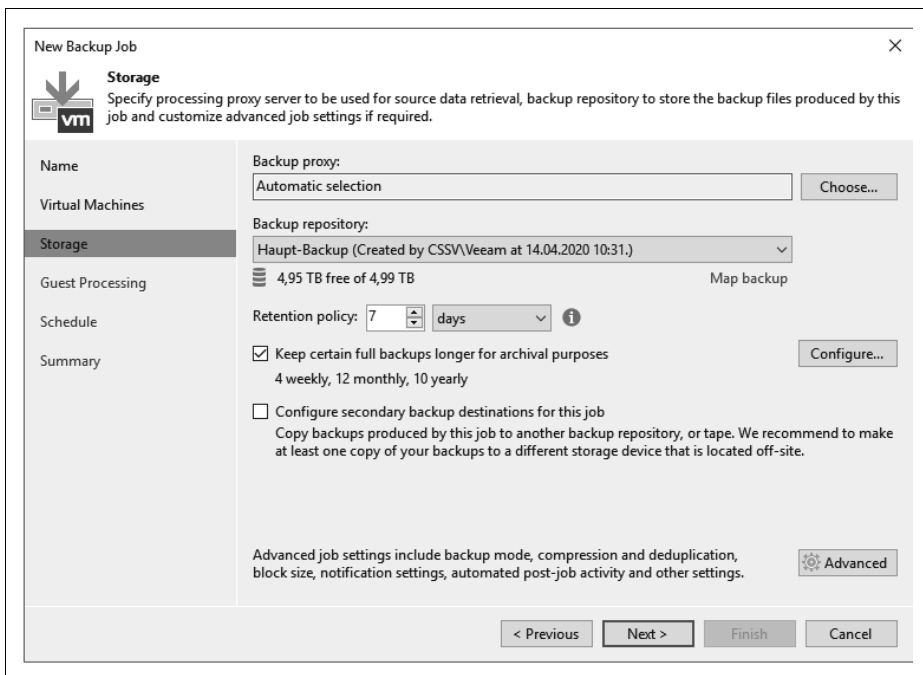 New Backup Job
Storage
Specify processing proxy server to be used for source data retrieval, backup repository to store the backup files produced by this
job and customize advanced job settings if required.
vm
Name
Virtual Machines
Storage
Guest Processing
Schedule
Summary
Backup proxy:
Automatic selection
Choose...
Backup repository:
Haupt-Backup (Created by CSSV\Veeam at 14.04.2020 10:31.)
4,95 TB free of 4,99 TB
Map backup
Retention policy: 7 days
Keep certain full backups longer for archival purposes
Configure...
4 weekly, 12 monthly, 10 yearly
Configure secondary backup destinations for this job
Copy backups produced by this job to another backup repository, or tape. We recommend to make
at least one copy of your backups to a different storage device that is located off-site.
Advanced job settings include backup mode, compression and deduplication,
block size, notification settings, automated post-job activity and other settings.
Advanced
< Previous
Next >
Finish
Cancel